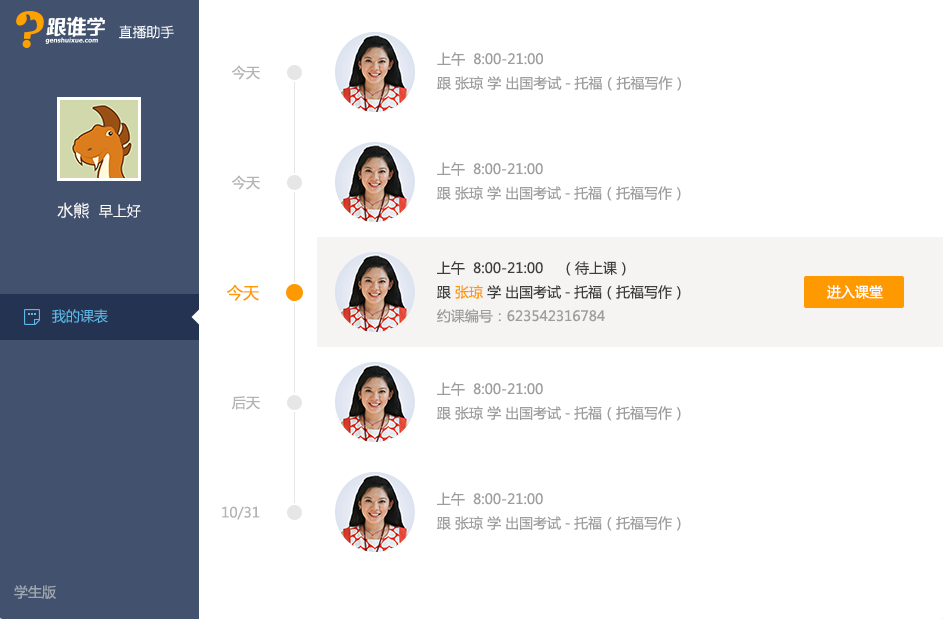 跟谁学
genshuixue.com
直播助手
水熊 早上好
我的课表
学生版
今天
上午 8:00-21:00
跟 张琼 学 出国考试 - 托福 ( 托福写作 )
今天
上午 8:00-21:00
跟 张琼 学 出国考试 - 托福 ( 托福写作 )
今天
上午 8:00-21:00 ( 待上课 )
跟 张琼 学 出国考试 - 托福 ( 托福写作 )
约课编号：623542316784
进入课堂
后天
上午 8:00-21:00
跟 张琼 学 出国考试 - 托福 ( 托福写作 )
10/31
上午 8:00-21:00
跟 张琼 学 出国考试 - 托福 ( 托福写作 )